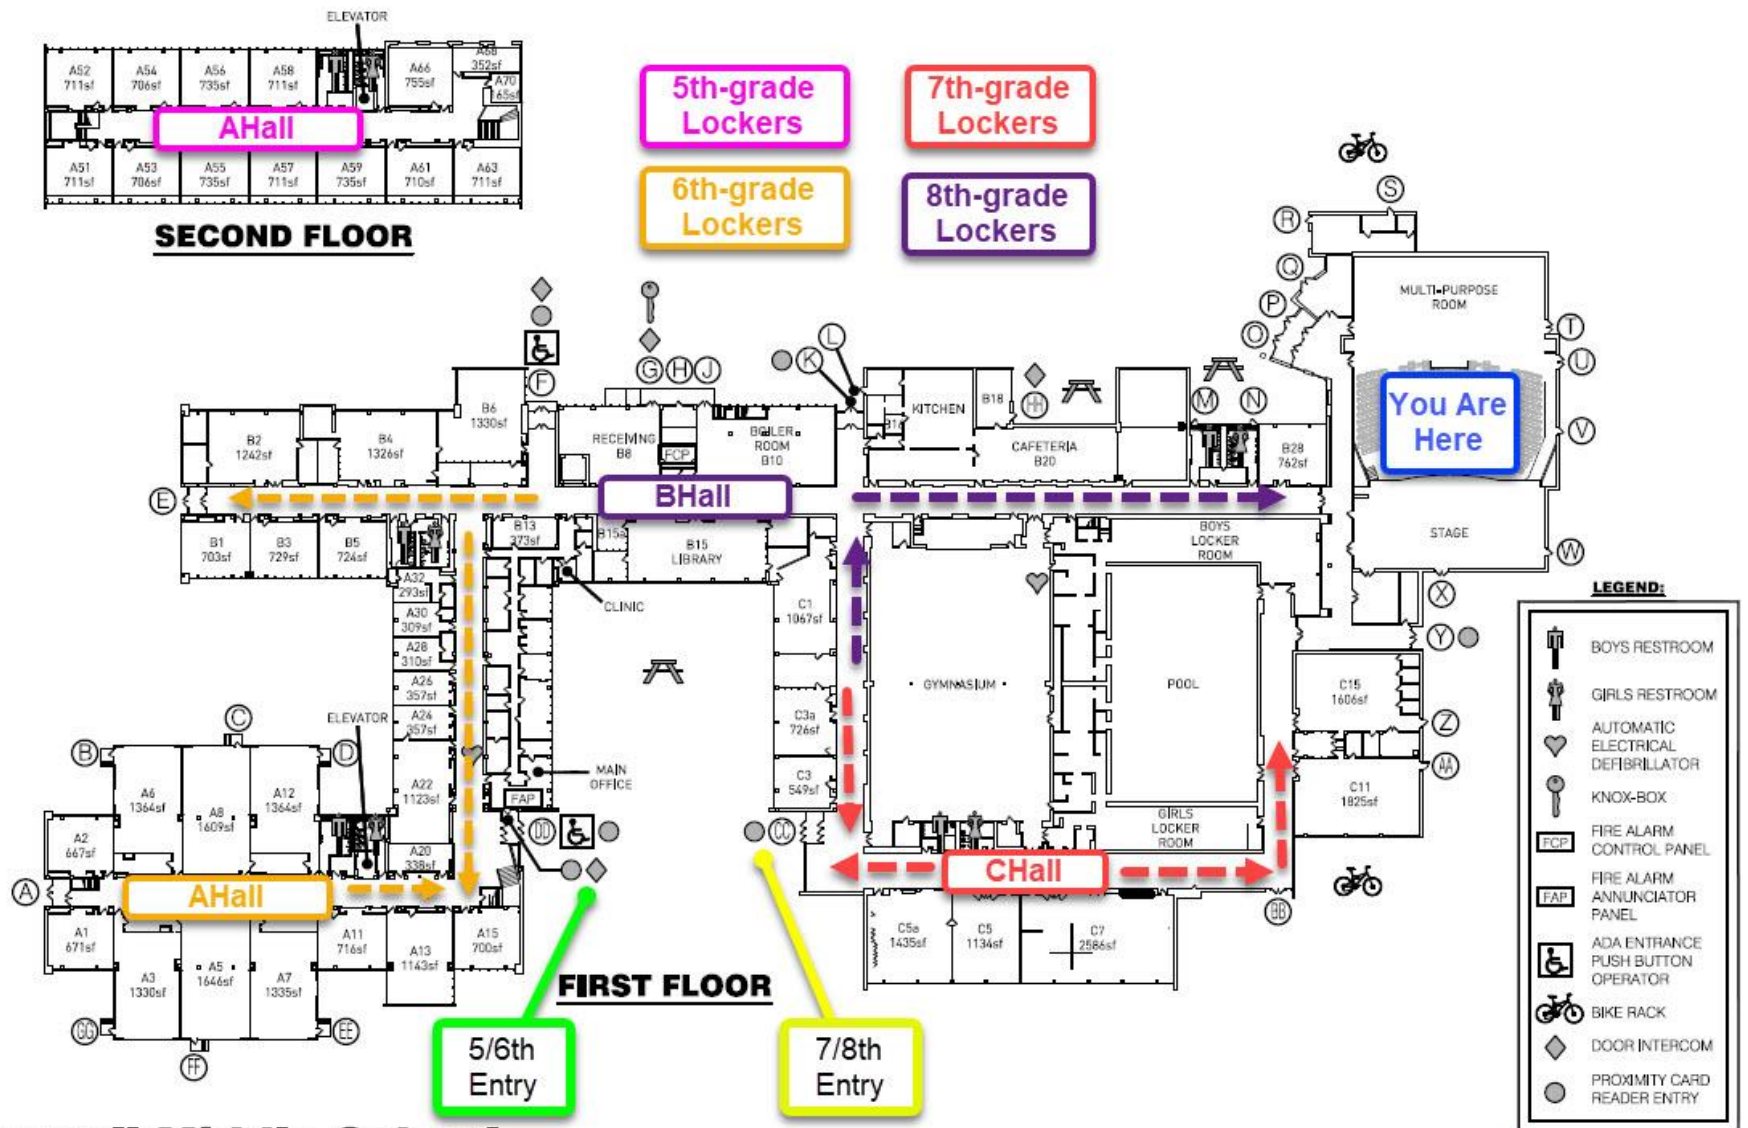 ELEVATOR
A52
711sf
A54
706sf
A56
735sf
A58
711sf
A66
755sf
A68
352sf
A70
165sf
AHall
A51
711sf
A53
706sf
A55
735sf
A57
711sf
A59
735sf
A61
710sf
A63
711sf
SECOND FLOOR
5th-grade
Lockers
7th-grade
Lockers
6th-grade
Lockers
8th-grade
Lockers
S
R
Q
P
O
MULTI-PURPOSE
ROOM
T
U
You Are
Here
V
STAGE
W
X
Y
F
G H J
L
K
HH
M
N
E
B2
1242sf
B4
1326sf
B6
1330sf
RECEIVING
B8
FCP
BOILER
ROOM
B10
KITCHEN
B18
CAFETERIA
B20
B28
762sf
BHall
B1
703sf
B3
729sf
B5
724sf
B13
373sf
B15a
B15
LIBRARY
BOYS
LOCKER
ROOM
CLINIC
A32
293sf
A30
309sf
A28
310sf
A26
357sf
A24
357sf
A22
1123sf
A20
338sf
C1
1067sf
C3a
726sf
C3
549sf
GYMNASIUM
POOL
GIRLS
LOCKER
ROOM
C15
1606sf
Z
AA
C11
1825sf
MAIN
OFFICE
FAP
DD
CC
ELEVATOR
B
C
D
A6
1364sf
A8
1609sf
A12
1364sf
A2
667sf
A
AHall
A1
671sf
A3
1330sf
A5
1646sf
A7
1335sf
A11
716sf
A13
1143sf
A15
700sf
GG
FF
EE
CHall
BB
C5a
1435sf
C5
1134sf
C7
2586sf
FIRST FLOOR
5/6th
Entry
7/8th
Entry
LEGEND:
BOYS RESTROOM
GIRLS RESTROOM
AUTOMATIC
ELECTRICAL
DEFIBRILLATOR
KNOX-BOX
FCP
FIRE ALARM
CONTROL PANEL
FAP
FIRE ALARM
ANNUNCIATOR
PANEL
ADA ENTRANCE
PUSH BUTTON
OPERATOR
BIKE RACK
DOOR INTERCOM
PROXIMITY CARD
READER ENTRY